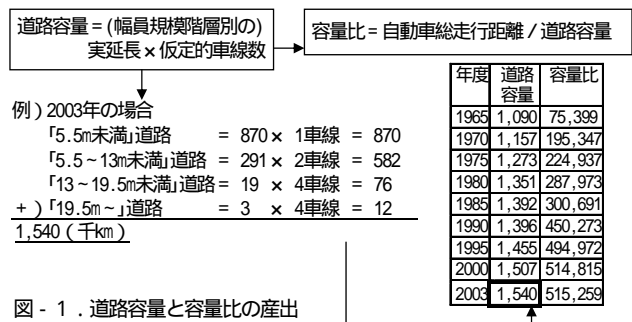 道路容量=(幅員規模階層別の)
実延長×仮定的車線数
容量比=自動車総走行距離/道路容量
例)2003年の場合
「5.5m未満」道路 = 870× 1車線 = 870
「5.5~13m未満」道路 = 291× 2車線 = 582
「13~19.5m未満」道路= 19 × 4車線 = 76
+)「19.5m~」道路 = 3 × 4車線 = 12
1,540(千km)
図-1.道路容量と容量比の産出
年度 道路容量 容量比
1965 1,090 75,399
1970 1,157 195,347
1975 1,273 224,937
1980 1,351 287,973
1985 1,392 300,691
1990 1,396 450,273
1995 1,455 494,972
2000 1,507 514,815
2003 1,540 515,259